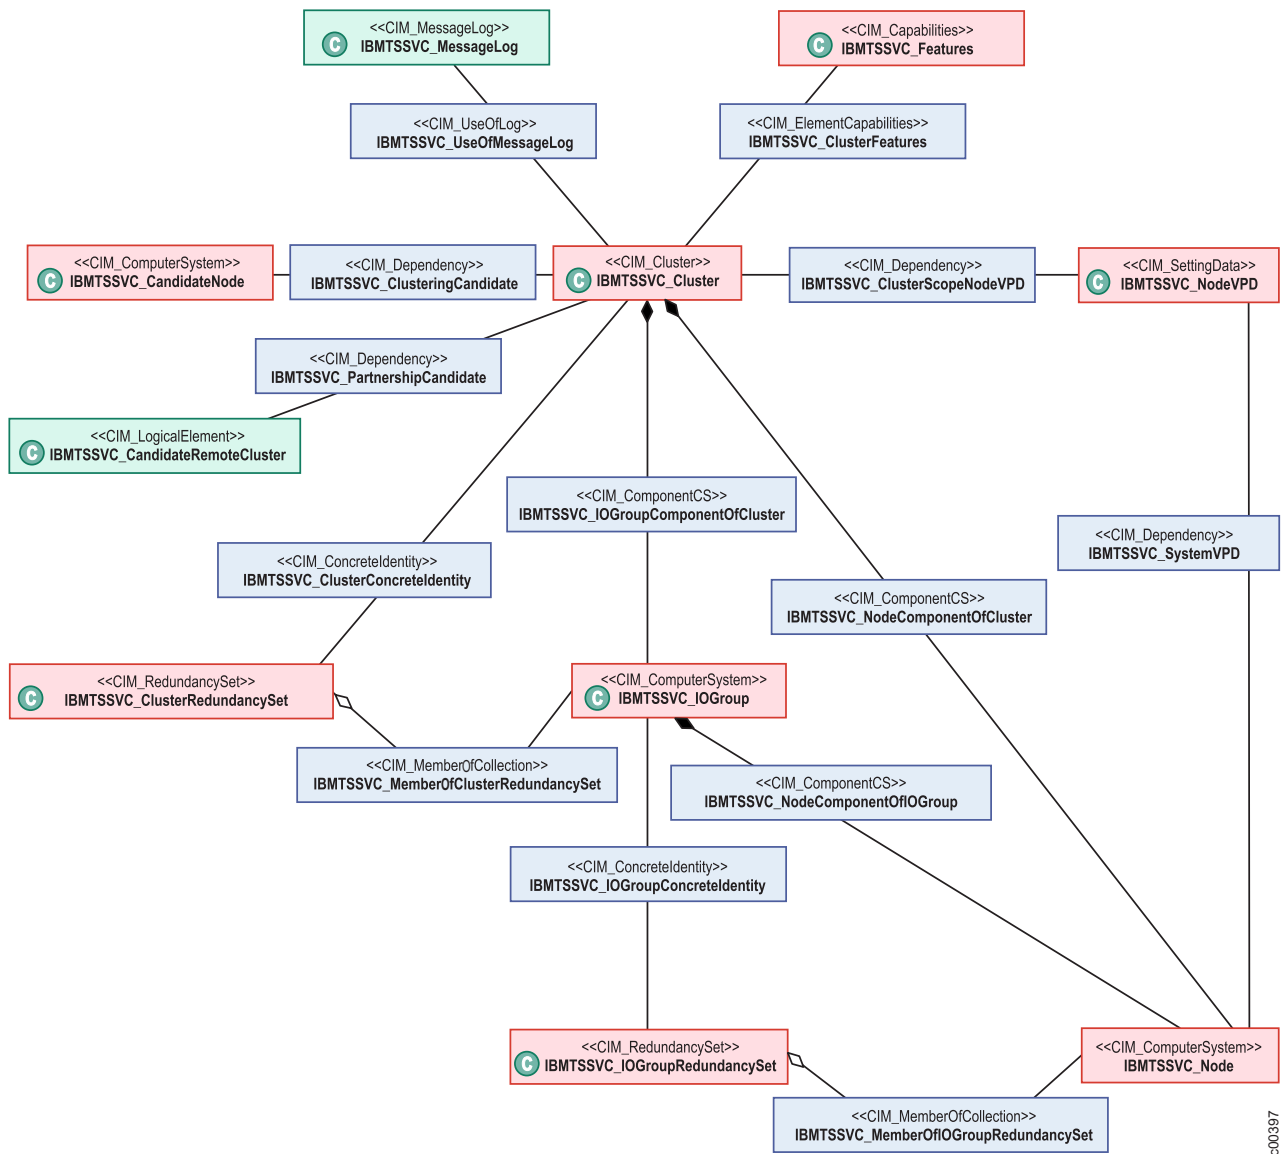 <<CIM_MessageLog>>
C
IBMTSSVC_MessageLog
<<CIM_Capabilities>>
C
IBMTSSVC_Features
<<CIM_UseOfLog>>
IBMTSSVC_UseOfMessageLog
<<CIM_ElementCapabilities>>
IBMTSSVC_ClusterFeatures
<<CIM_ComputerSystem>>
C
IBMTSSVC_CandidateNode
<<CIM_Dependency>>
IBMTSSVC_ClusteringCandidate
<<CIM_Cluster>>
C
IBMTSSVC_Cluster
<<CIM_Dependency>>
IBMTSSVC_ClusterScopeNodeVPD
<<CIM_SettingData>>
C
IBMTSSVC_NodeVPD
<<CIM_Dependency>>
IBMTSSVC_PartnershipCandidate
<<CIM_LogicalElement>>
C
IBMTSSVC_CandidateRemoteCluster
<<CIM_ComponentCS>>
IBMTSSVC_IOGroupComponentOfCluster
<<CIM_Dependency>>
IBMTSSVC_SystemVPD
<<CIM_ConcreteIdentity>>
IBMTSSVC_ClusterConcreteIdentity
<<CIM_ComponentCS>>
IBMTSSVC_NodeComponentOfCluster
<<CIM_RedundancySet>>
C
IBMTSSVC_ClusterRedundancySet
<<CIM_ComputerSystem>>
C
IBMTSSVC_IOGroup
<<CIM_MemberOfCollection>>
IBMTSSVC_MemberOfClusterRedundancySet
<<CIM_ComponentCS>>
IBMTSSVC_NodeComponentOfIOGroup
<<CIM_ConcreteIdentity>>
IBMTSSVC_IOGroupConcreteIdentity
<<CIM_RedundancySet>>
C
IBMTSSVC_IOGroupRedundancySet
<<CIM_ComputerSystem>>
IBMTSSVC_Node
<<CIM_MemberOfCollection>>
IBMTSSVC_MemberOfIOGroupRedundancySet
c00397